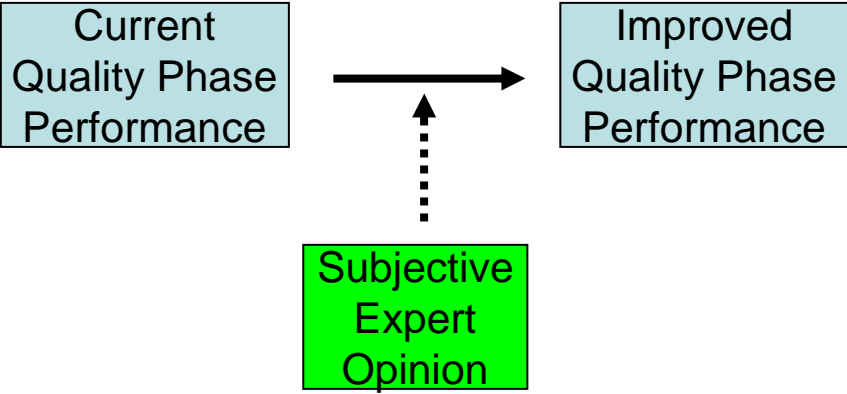 Current
Quality Phase
Performance
Improved
Quality Phase
Performance
Subjective
Expert
Opinion